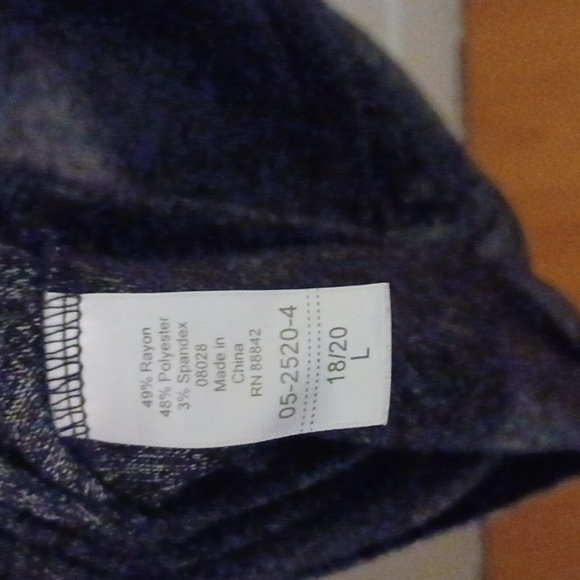 49% Rayon
48% Polyester
3% Spandex
08028
Made in
China
RN 88842
05-2520-4
18/20
L